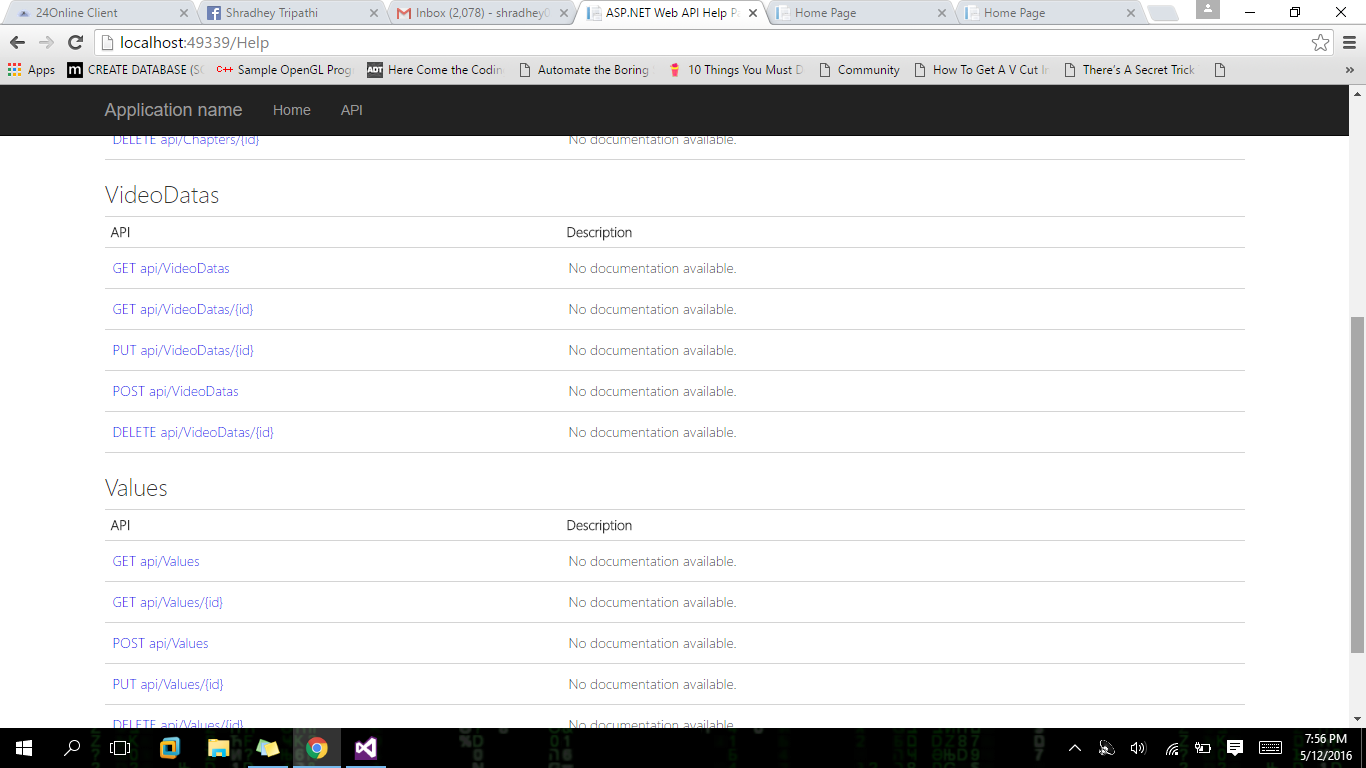 24Online Client
Shradhey Tripathi
Inbox (2,078) - shradhey0
ASP.NET Web API Help P
Home Page
Home Page
localhost:49339/Help
Apps
m CREATE DATABASE (S
C++ Sample OpenGL Prog
ADT Here Come the Codin
Automate the Boring
10 Things You Must D
Community
How To Get A V Cut I
There's A Secret Trick
»
Application name
Home
API
DELETE api/Chapters/{id} No documentation available.
VideoDatas
API Description
GET api/VideoDatas No documentation available.
GET api/VideoDatas/{id} No documentation available.
PUT api/VideoDatas/{id} No documentation available.
POST api/VideoDatas No documentation available.
DELETE api/VideoDatas/{id} No documentation available.
Values
API Description
GET api/Values No documentation available.
GET api/Values/{id} No documentation available.
POST api/Values No documentation available.
PUT api/Values/{id} No documentation available.
DELETE api/Values/{id} No documentation available.
7:56 PM
5/12/2016